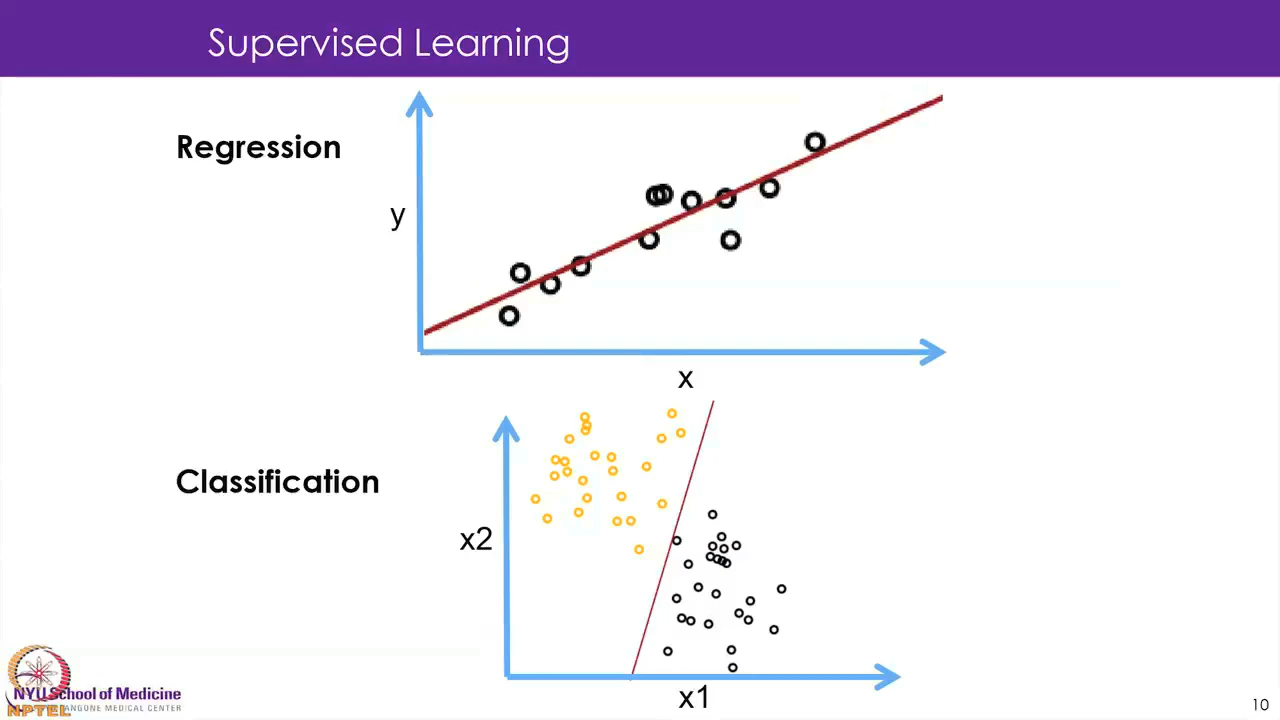 Supervised Learning
Regression
y
x
Classification
x2
x1
NYU School of Medicine
LANGONE MEDICAL CENTER
NPTEL
10